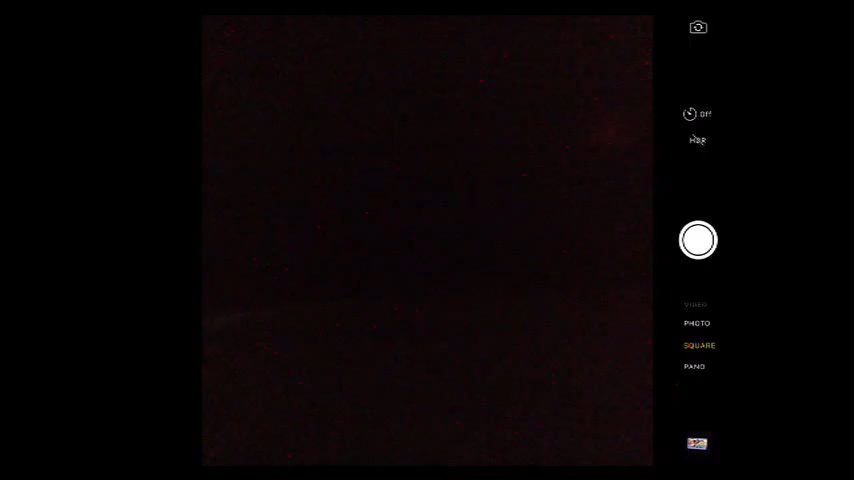 Off
HDR
VIDEO
PHOTO
SQUARE
PANO